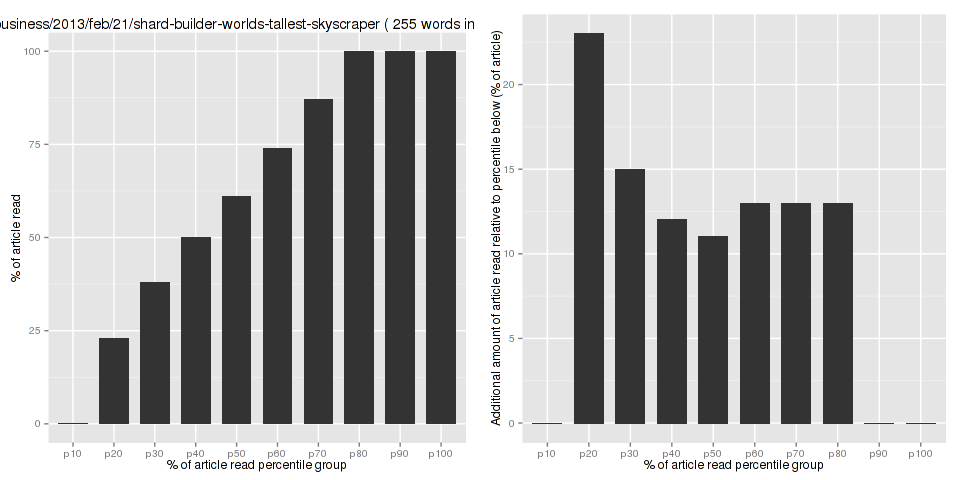 business/2013/feb/21/shard-builder-worlds-tallest-skyscraper ( 255 words in
% of article read
100
75
50
25
0
p10 p20 p30 p40 p50 p60 p70 p80 p90 p100
% of article read percentile group
Additional amount of article read relative to percentile below (% of article)
20
15
10
5
0
p10 p20 p30 p40 p50 p60 p70 p80 p90 p100
% of article read percentile group